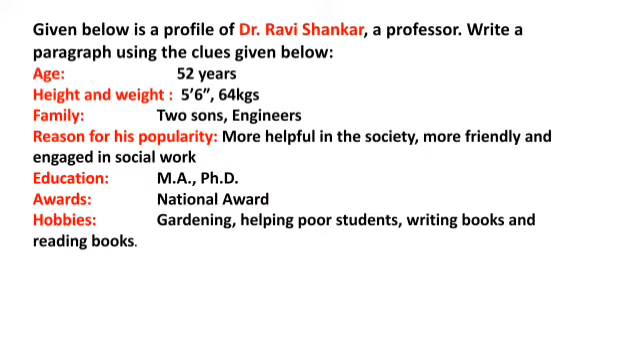 Given below is a profile of Dr. Ravi Shankar, a professor. Write a
paragraph using the clues given below:
Age: 52 years
Height and weight : 5’6”, 64kgs
Family: Two sons, Engineers
Reason for his popularity: More helpful in the society, more friendly and
engaged in social work
Education: M.A., Ph.D.
Awards: National Award
Hobbies: Gardening, helping poor students, writing books and
reading books.